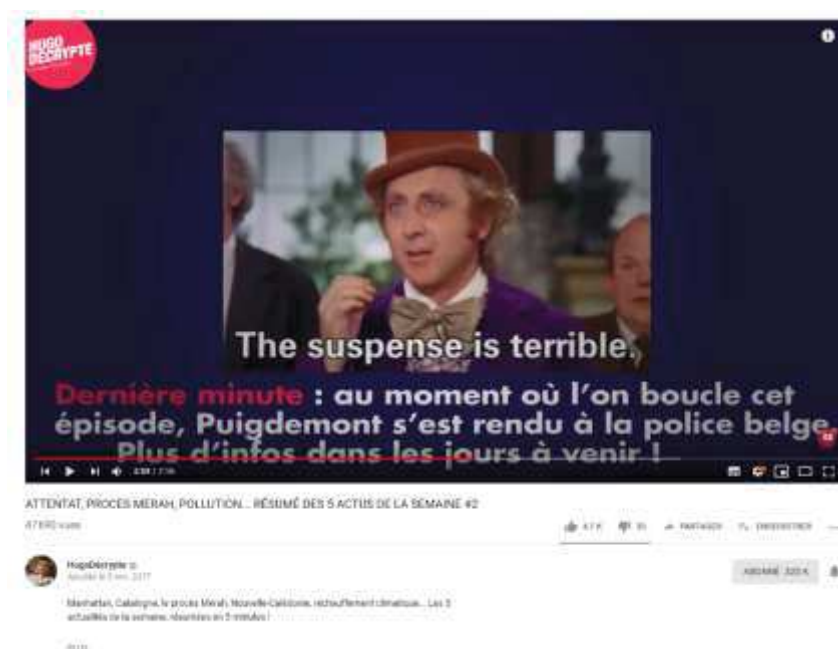 HUGO
DÉCRYPTE
The suspense is terrible.
Dernière minute : au moment où l'on boucle cet
épisode, Puigdemont s'est rendu à la police belge.
Plus d'infos dans les jours à venir !
ATTENTAT, PROCÈS MERAH, POLLUTION... RÉSUMÉ DES 5 ACTUS DE LA SEMAINE #2
vues
PARTAGER
ENREGISTRER
HugoDécrypte
Manhattan, Catalogne, le procès Merah, Nouvelle-Calédonie, réchauffement climatique... Les 5
actualités de la semaine, résumées en 5 minutes !